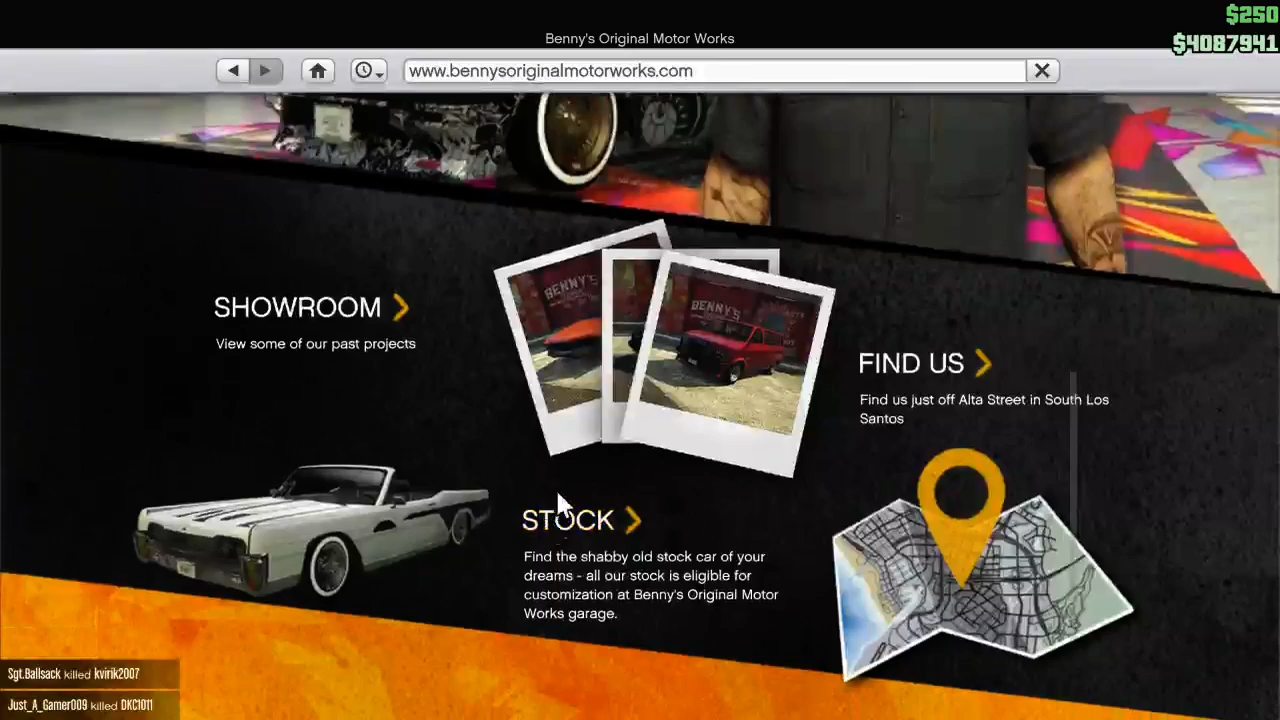 $250
Benny's Original Motor Works
$4087941
www.bennysoriginalmotorworks.com
SHOWROOM
View some of our past projects
BENNY'S
BENNY'S
FIND US
Find us just off Alta Street in South Los
Santos
STOCK
Find the shabby old stock car of your
dreams - all our stock is eligible for
customization at Benny's Original Motor
Works garage.
Sgt.Ballsack killed kvirik2007
Just_A_Gamer009 killed DKC1011